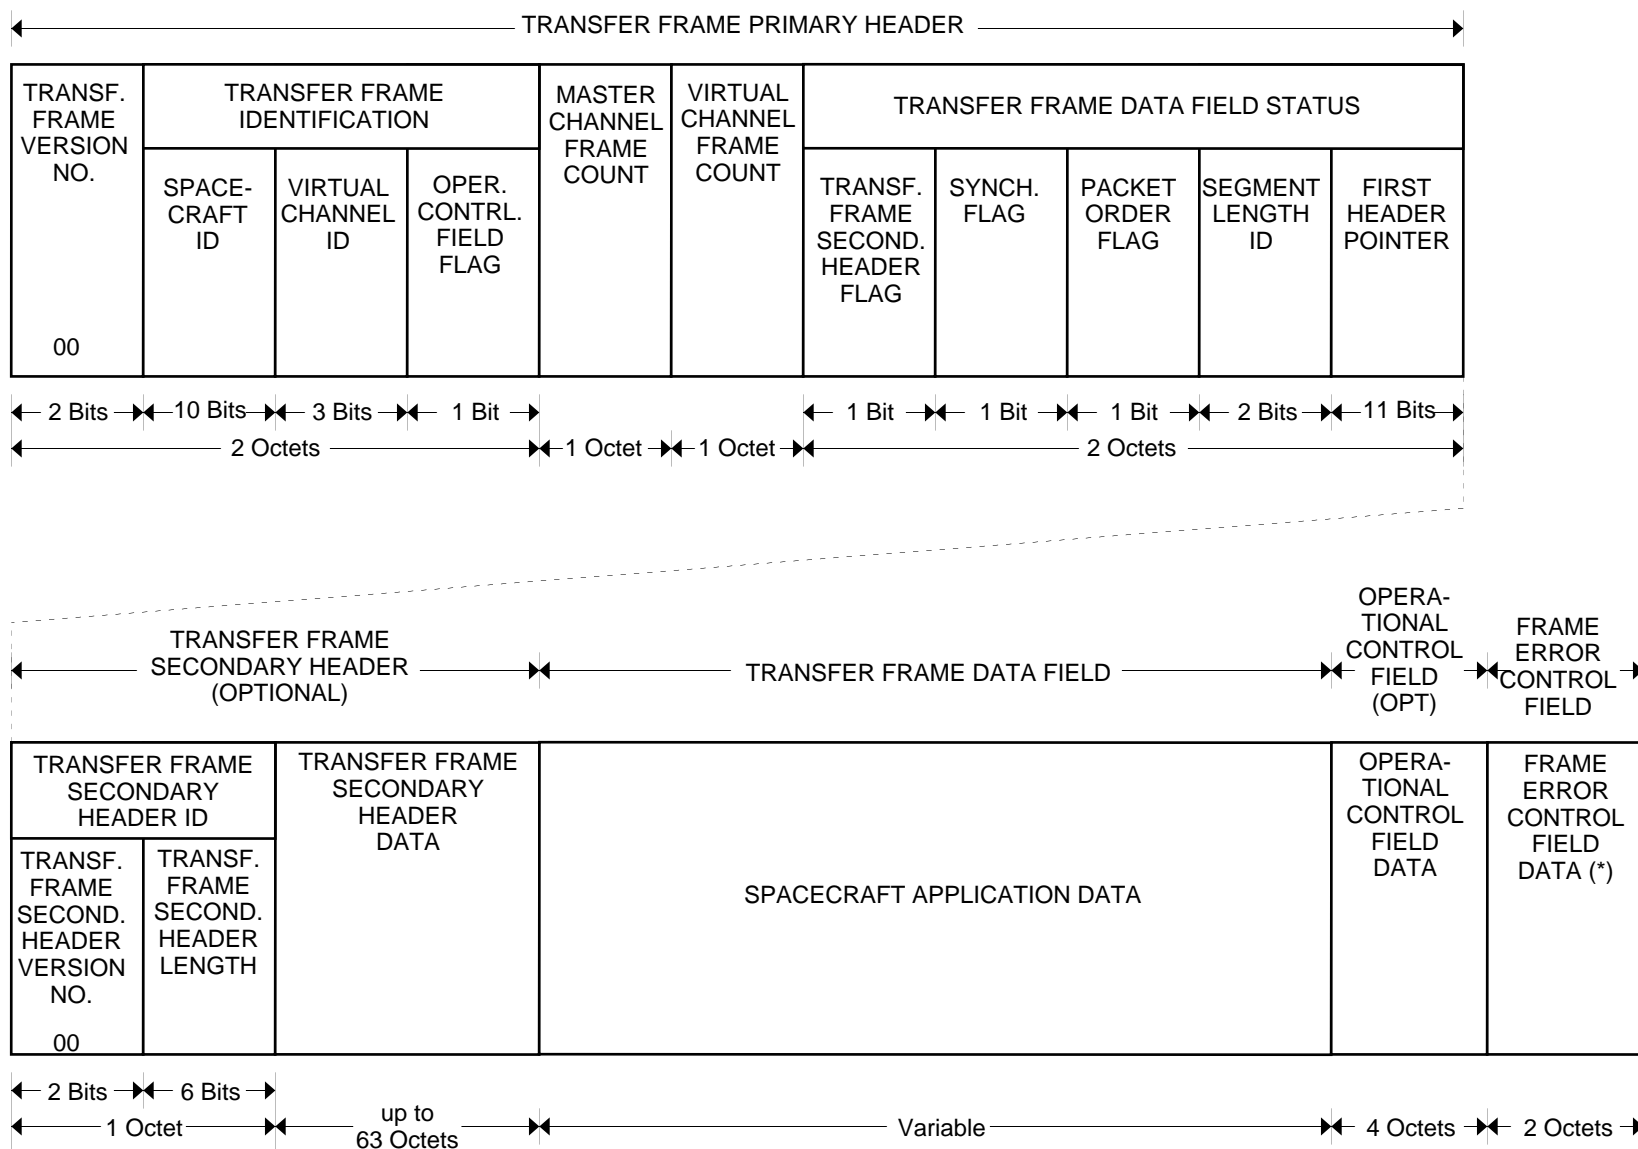 TRANSFER FRAME PRIMARY HEADER
TRANSF.
FRAME
VERSION
NO.
00
TRANSFER FRAME
IDENTIFICATION
SPACE-
CRAFT
ID
VIRTUAL
CHANNEL
ID
OPER.
CONTRL.
FIELD
FLAG
MASTER
CHANNEL
FRAME
COUNT
VIRTUAL
CHANNEL
FRAME
COUNT
TRANSFER FRAME DATA FIELD STATUS
TRANSF.
FRAME
SECOND.
HEADER
FLAG
SYNCH.
FLAG
PACKET
ORDER
FLAG
SEGMENT
LENGTH
ID
FIRST
HEADER
POINTER
2 Bits
10 Bits
3 Bits
1 Bit
1 Bit
1 Bit
1 Bit
2 Bits
11 Bits
2 Octets
1 Octet
1 Octet
2 Octets
TRANSFER FRAME
SECONDARY HEADER
(OPTIONAL)
TRANSFER FRAME DATA FIELD
OPERA-
TIONAL
CONTROL
FIELD
(OPT)
FRAME
ERROR
CONTROL
FIELD
TRANSFER FRAME
SECONDARY
HEADER ID
TRANSF.
FRAME
SECOND.
HEADER
VERSION
NO.
00
TRANSF.
FRAME
SECOND.
HEADER
LENGTH
TRANSFER FRAME
SECONDARY
HEADER
DATA
SPACECRAFT APPLICATION DATA
OPERA-
TIONAL
CONTROL
FIELD
DATA
FRAME
ERROR
CONTROL
FIELD
DATA (*)
2 Bits
6 Bits
1 Octet
up to
63 Octets
Variable
4 Octets
2 Octets